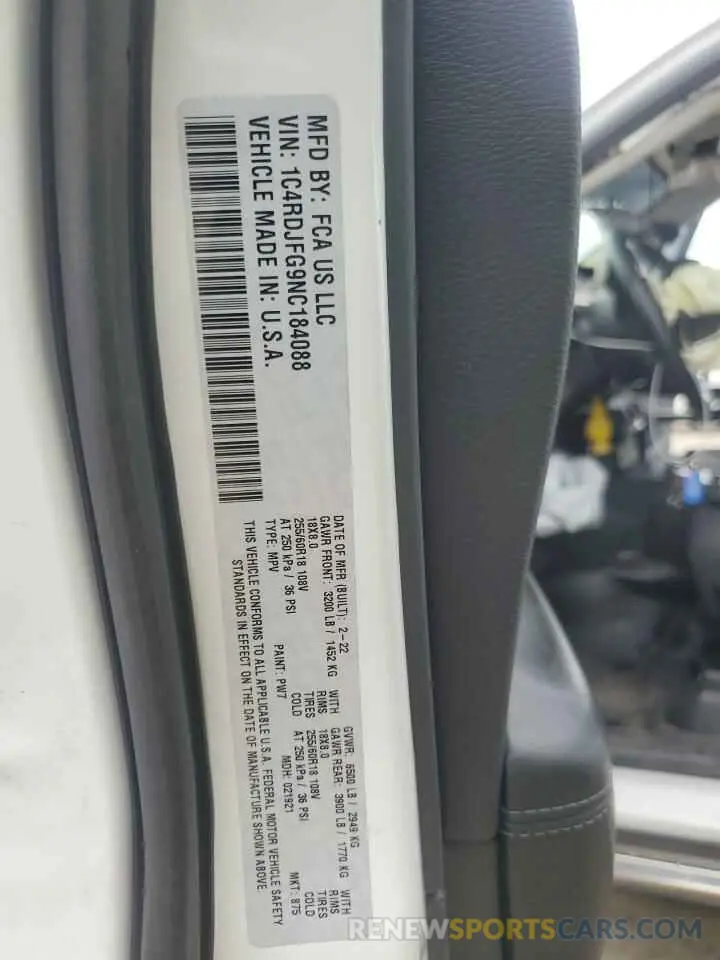 MFD BY: FCA US LLC
VIN: 1C4RDJFG9NC184088
VEHICLE MADE IN: U.S.A.
DATE OF MFR (BUILT): 2-22 GVWR: 6500 LB / 2949 KG
GAWR FRONT: 3200 LB / 1452 KG WITH GAWR REAR: 3900 LB / 1770 KG WITH
18X8.0 RIMS 18X8.0 RIMS
255/60R18 108V TIRES 255/60R18 108V TIRES
AT 250 kPa / 36 PSI COLD AT 250 kPa / 36 PSI COLD
TYPE: MPV PAINT: PW7 MDH: 021921 MKT: 875
THIS VEHICLE CONFORMS TO ALL APPLICABLE U.S.A. FEDERAL MOTOR VEHICLE SAFETY
STANDARDS IN EFFECT ON THE DATE OF MANUFACTURE SHOWN ABOVE
RENEWSPORTSCARS.COM